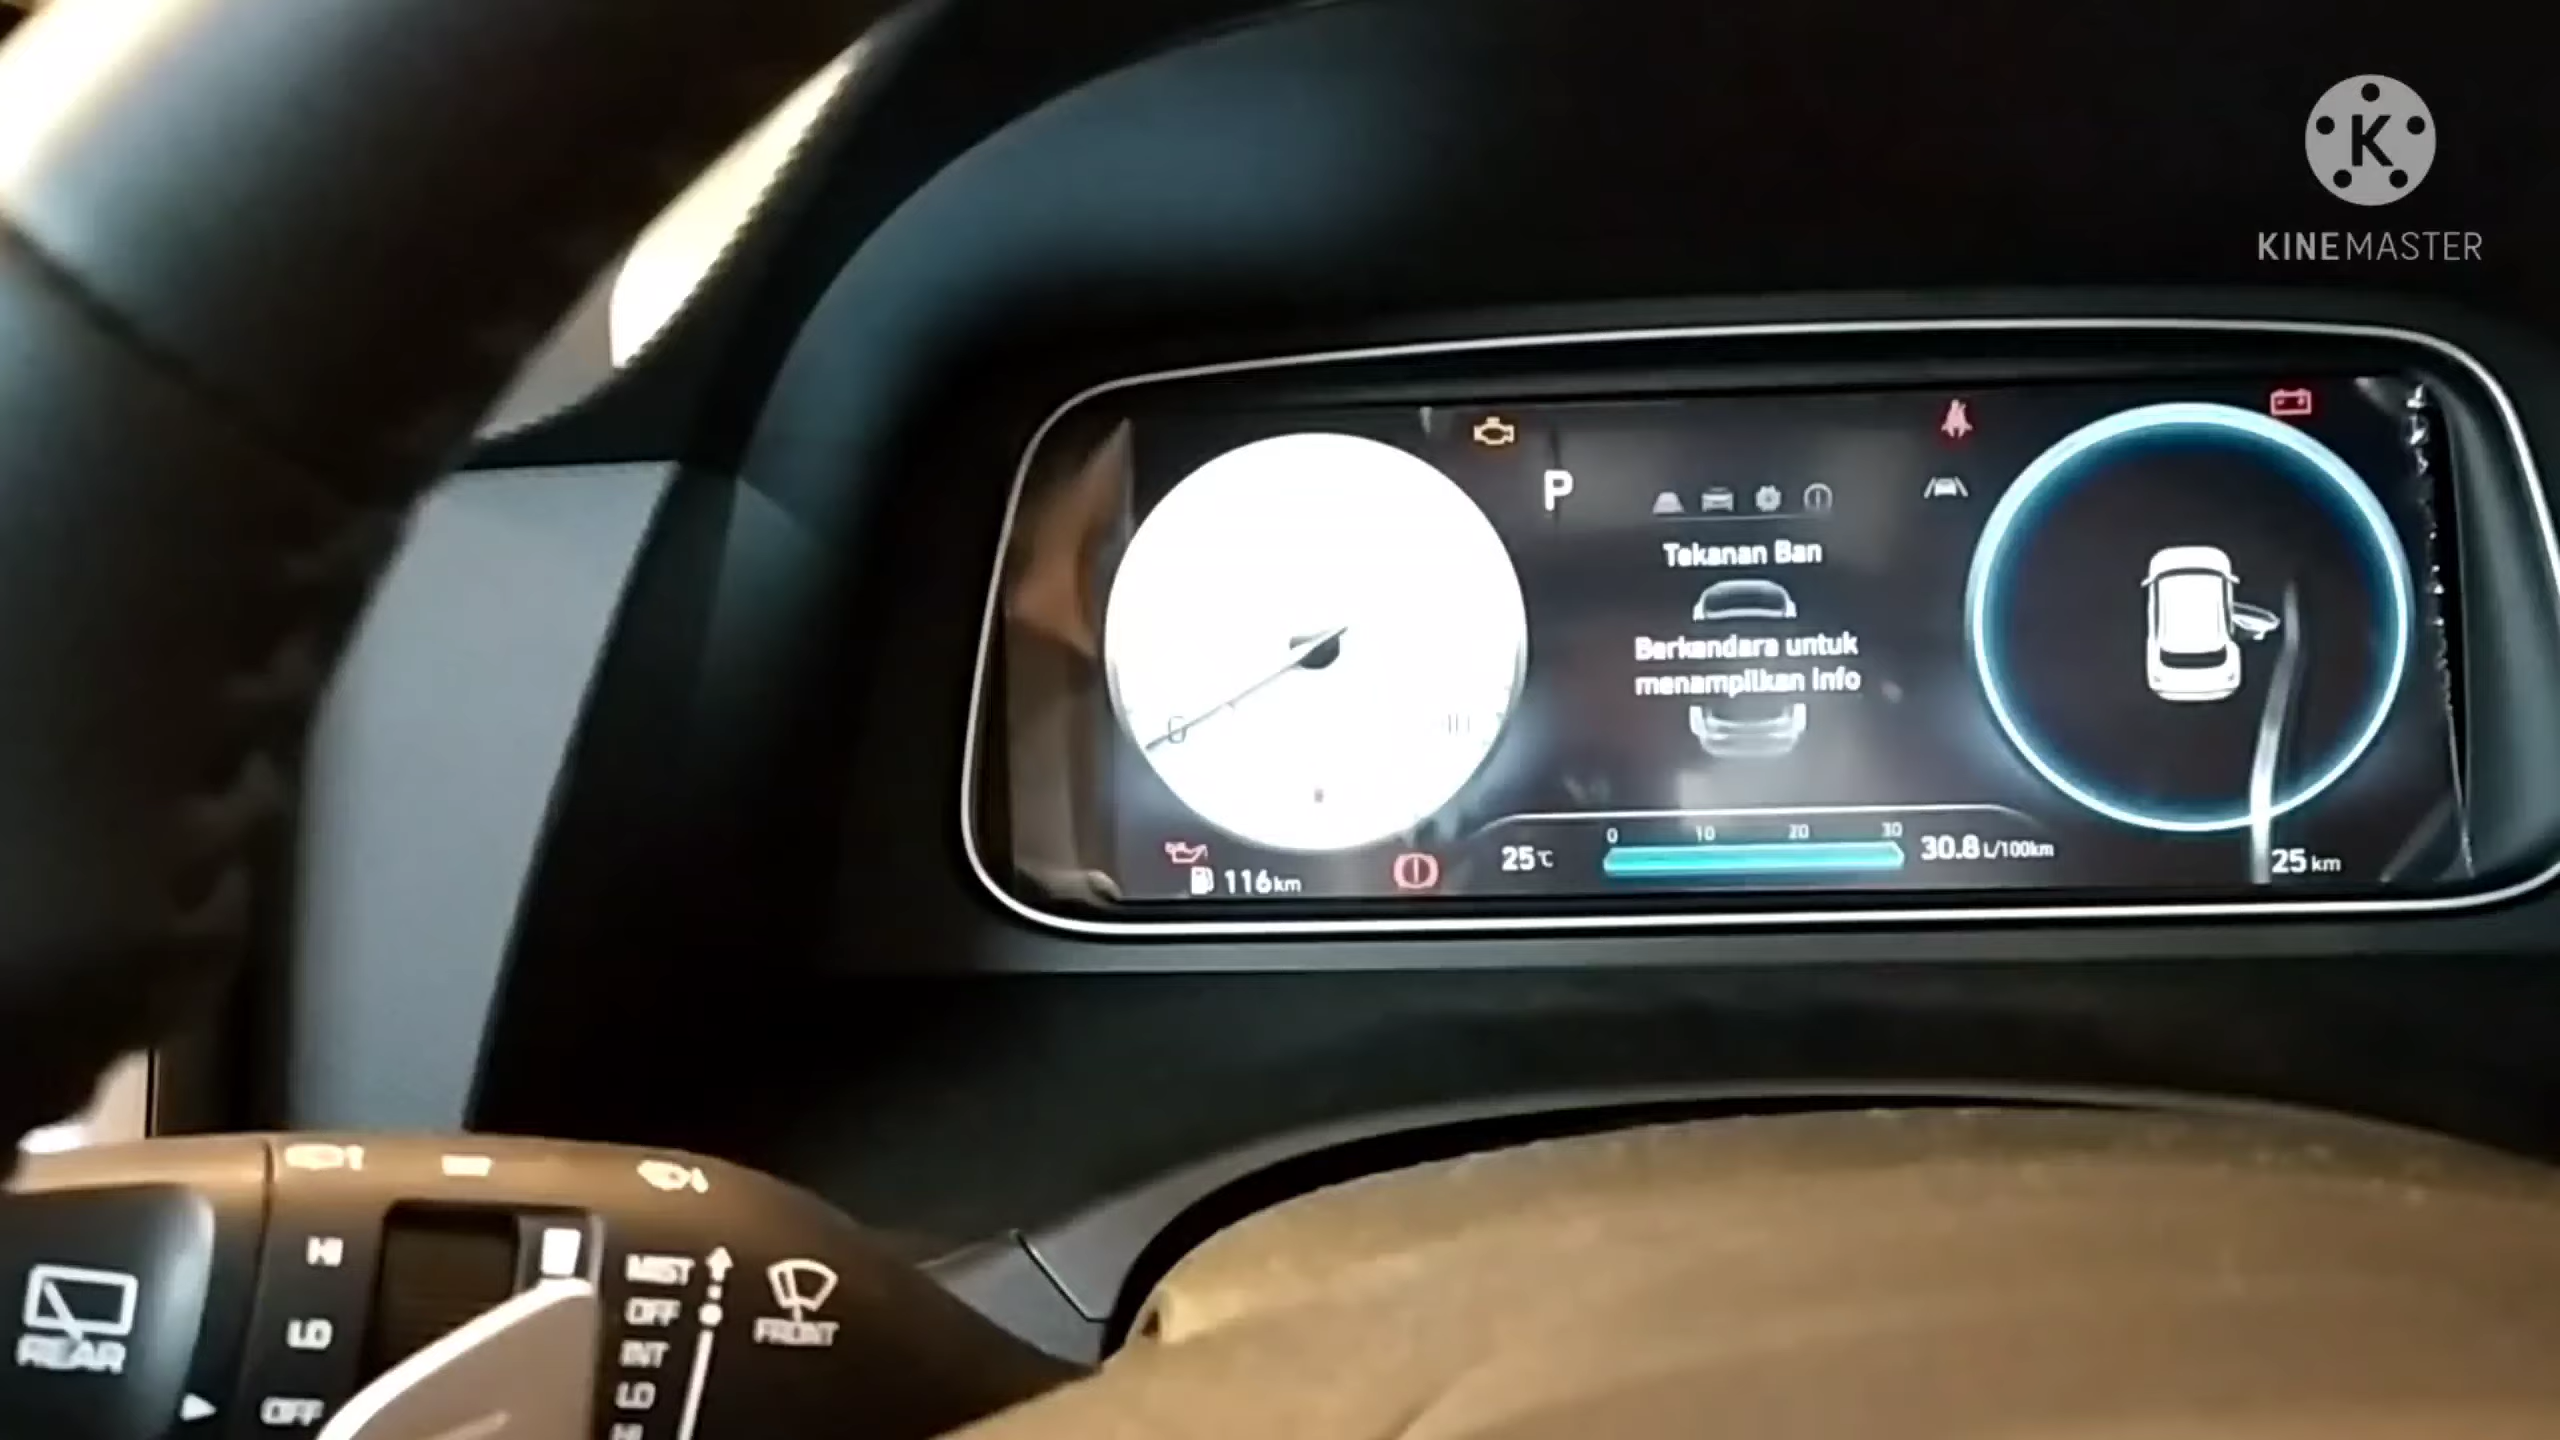 K
KINEMASTER
P
Tekanan Ban
Berkendara untuk
menampilkan info
0 10 20 30
25°C
30.8 L/100km
116km
25 km
HI
LO
OFF
REAR
MIST
OFF
INT
LO
HI
FRONT